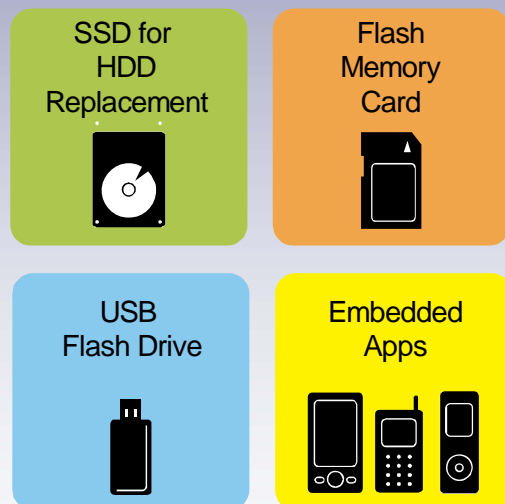 SSD for
HDD
Replacement
Flash
Memory
Card
USB
Flash Drive
Embedded
Apps